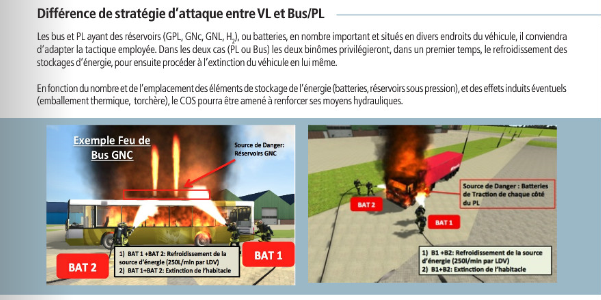 Différence de stratégie d'attaque entre VL et Bus/PL
Les bus et PL ayant des réservoirs (GPL, GNc, GNL, H2), ou batteries, en nombre important et situés en divers endroits du véhicule, il conviendra
d'adapter la tactique employée. Dans les deux cas (PL ou Bus) les deux binômes privilégieront, dans un premier temps, le refroidissement des
stockages d'énergie, pour ensuite procéder à l'extinction du véhicule en lui même.
En fonction du nombre et de l'emplacement des éléments de stockage de l'énergie (batteries, réservoirs sous pression), et des effets induits éventuels
(emballement thermique, torchère), le COS pourra être amené à renforcer ses moyens hydrauliques.
Exemple Feu de
Bus GNC
Source de Danger:
Réservoirs GNC
BAT 2
BAT 1
1) BAT 1 +BAT 2: Refroidissement de la
source d'énergie (250L/min par LDV)
2) BAT 1+BAT 2: Extinction de l'habitacle
Source de Danger : Batteries
de Traction de chaque côté
du PL
BAT 2
BAT 1
1) B1 +B2: Refroidissement de la source
d'énergie (250L/min par LDV)
2) B1+B2: Extinction de l'habitacle